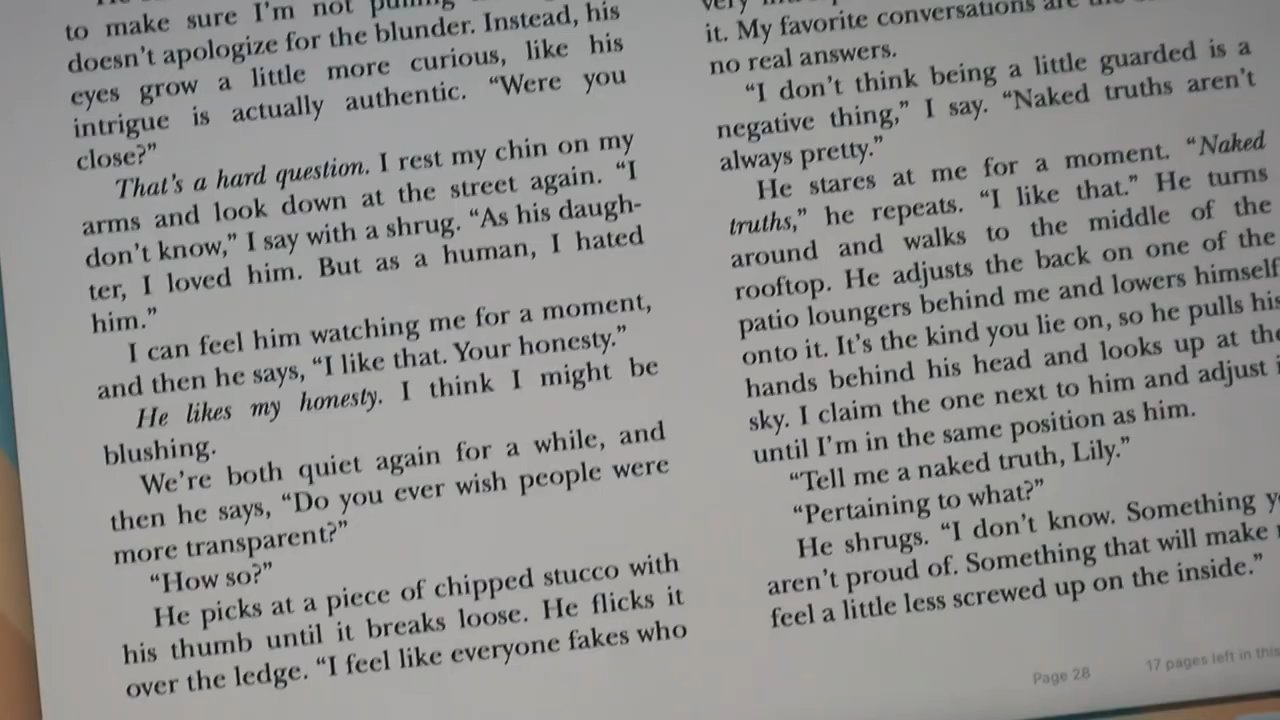 to make sure I'm not
doesn't apologize for the blunder. Instead, his
eyes grow a little more curious, like his
intrigue is actually authentic. “Were you
close?”
That's a hard question. I rest my chin on my
arms and look down at the street again. “I
don't know,” I say with a shrug. “As his daugh-
ter, I loved him. But as a human, I hated
him.”
I can feel him watching me for a moment,
and then he says, “I like that. Your honesty.”
He likes my honesty. I think I might be
blushing.
We're both quiet again for a while, and
then he says, “Do you ever wish people were
more transparent?”
“How so?”
He picks at a piece of chipped stucco with
his thumb until it breaks loose. He flicks it
over the ledge. “I feel like everyone fakes who
it. My favorite conversations are the
no real answers.
“I don't think being a little guarded is a
negative thing,” I say. “Naked truths aren't
always pretty.”
He stares at me for a moment. “Naked
truths,” he repeats. “I like that.” He turns
around and walks to the middle of the
rooftop. He adjusts the back on one of the
patio loungers behind me and lowers himself
onto it. It's the kind you lie on, so he pulls his
hands behind his head and looks up at the
sky. I claim the one next to him and adjust
until I'm in the same position as him.
“Tell me a naked truth, Lily.”
“Pertaining to what?”
He shrugs. “I don't know. Something
aren't proud of. Something that will make
feel a little less screwed up on the inside.”
Page 28
17 pages left in this